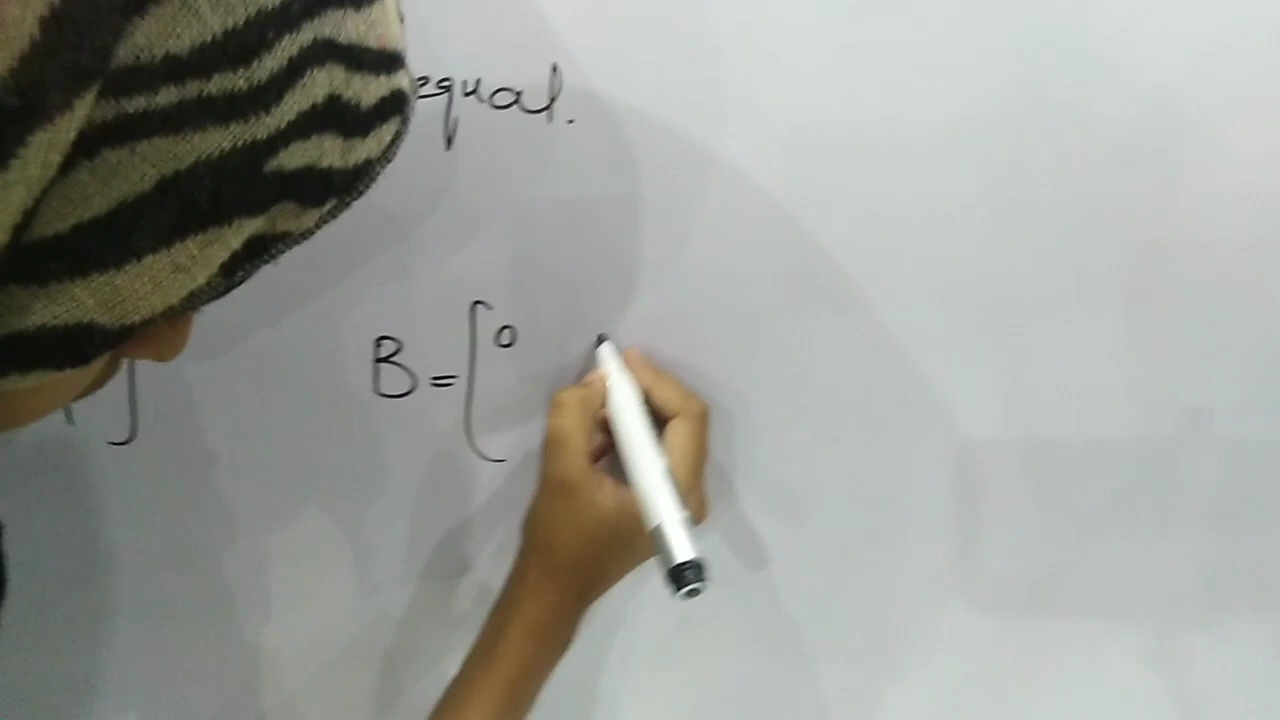 equal.
B = [ 0
]